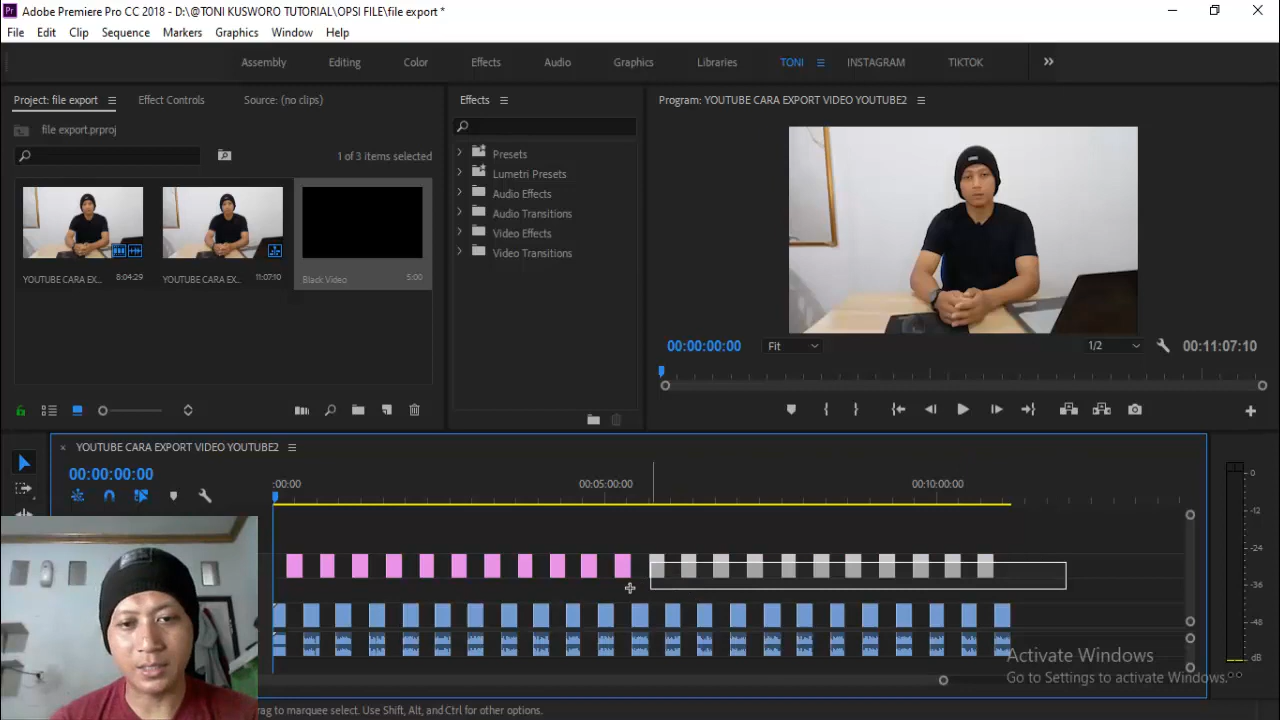 Adobe Premiere Pro CC 2018 - D:\@TONI KUSWORO TUTORIAL\OPSI FILE\file export *
File Edit Clip Sequence Markers Graphics Window Help
Assembly Editing Color Effects Audio Graphics Libraries TONI INSTAGRAM TIKTOK
Project: file export Effect Controls Source: (no clips)
file export.prproj
1 of 3 items selected
YOUTUBE CARA EX... 8:04:29
YOUTUBE CARA EX... 11:07:10
Black Video 5:00
Effects
Presets
Lumetri Presets
Audio Effects
Audio Transitions
Video Effects
Video Transitions
Program: YOUTUBE CARA EXPORT VIDEO YOUTUBE2
00:00:00:00 Fit 1/2 00:11:07:10
× YOUTUBE CARA EXPORT VIDEO YOUTUBE2
00:00:00:00
:00:00 00:05:00:00 00:10:00:00
0
-12
-24
-36
-48
dB
Activate Windows
Go to Settings to activate Windows.
drag to marquee select. Use Shift, Alt, and Ctrl for other options.